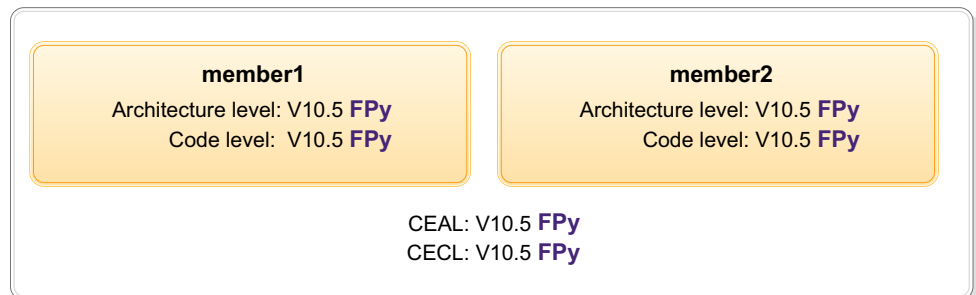 member1
Architecture level: V10.5 FPy
Code level: V10.5 FPy
member2
Architecture level: V10.5 FPy
Code level: V10.5 FPy
CEAL: V10.5 FPy
CECL: V10.5 FPy